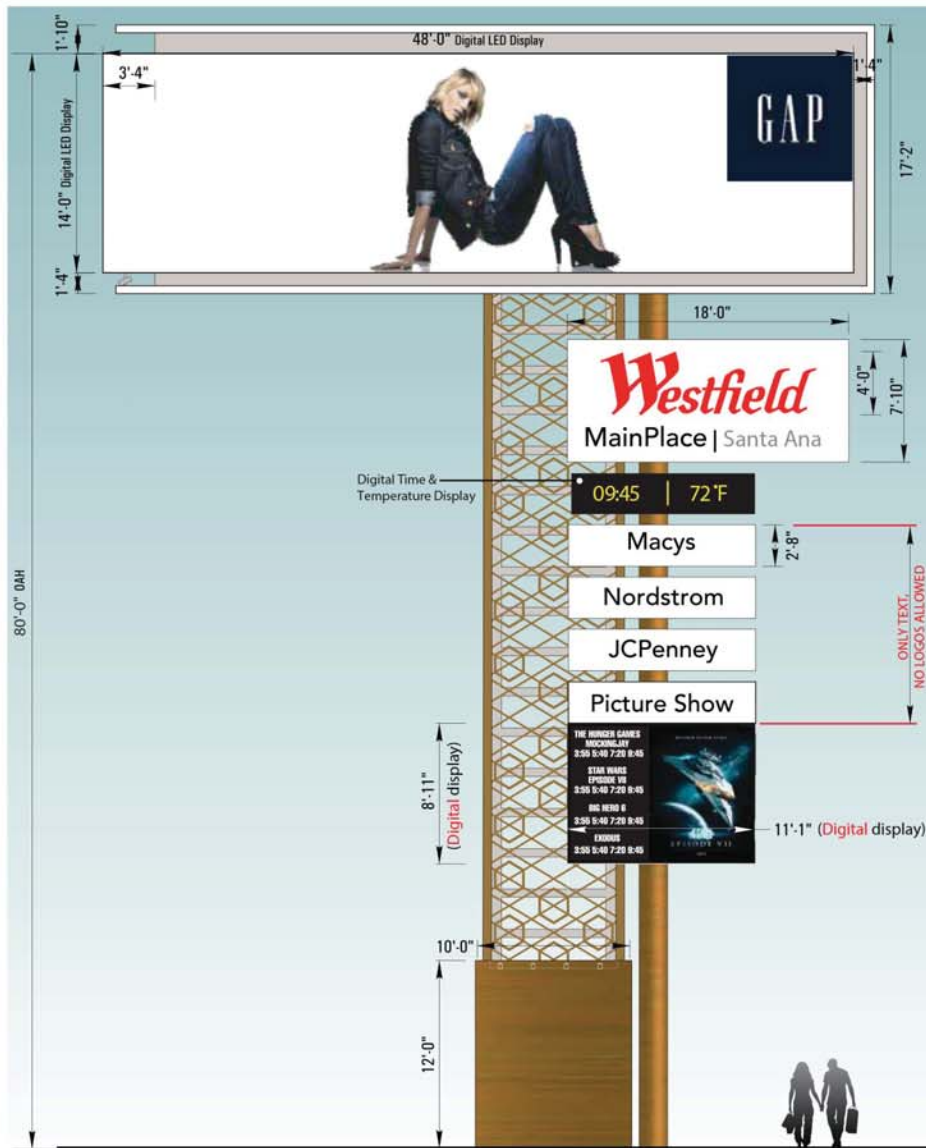 1'-10"
48'-0" Digital LED Display
3'-4"
1'-4"
GAP
14'-0" Digital LED Display
17'-2"
1'-4"
18'-0"
Westfield
MainPlace | Santa Ana
4'-0"
7'-10"
Digital Time &
Temperature Display
09:45 | 72°F
Macys
2'-8"
Nordstrom
JCPenney
ONLY TEXT,
NO LOGOS ALLOWED
80'-0" OAH
Picture Show
THE HUNGER GAMES
MOCKINGJAY
3:55 5:40 7:20 9:45
STAR WARS
EPISODE VII
3:55 5:40 7:20 9:45
BIG HERO 6
3:55 5:40 7:20 9:45
EXODUS
3:55 5:40 7:20 9:45
EPISODE VII
8'-11"
(Digital display)
11'-1" (Digital display)
10'-0"
12'-0"